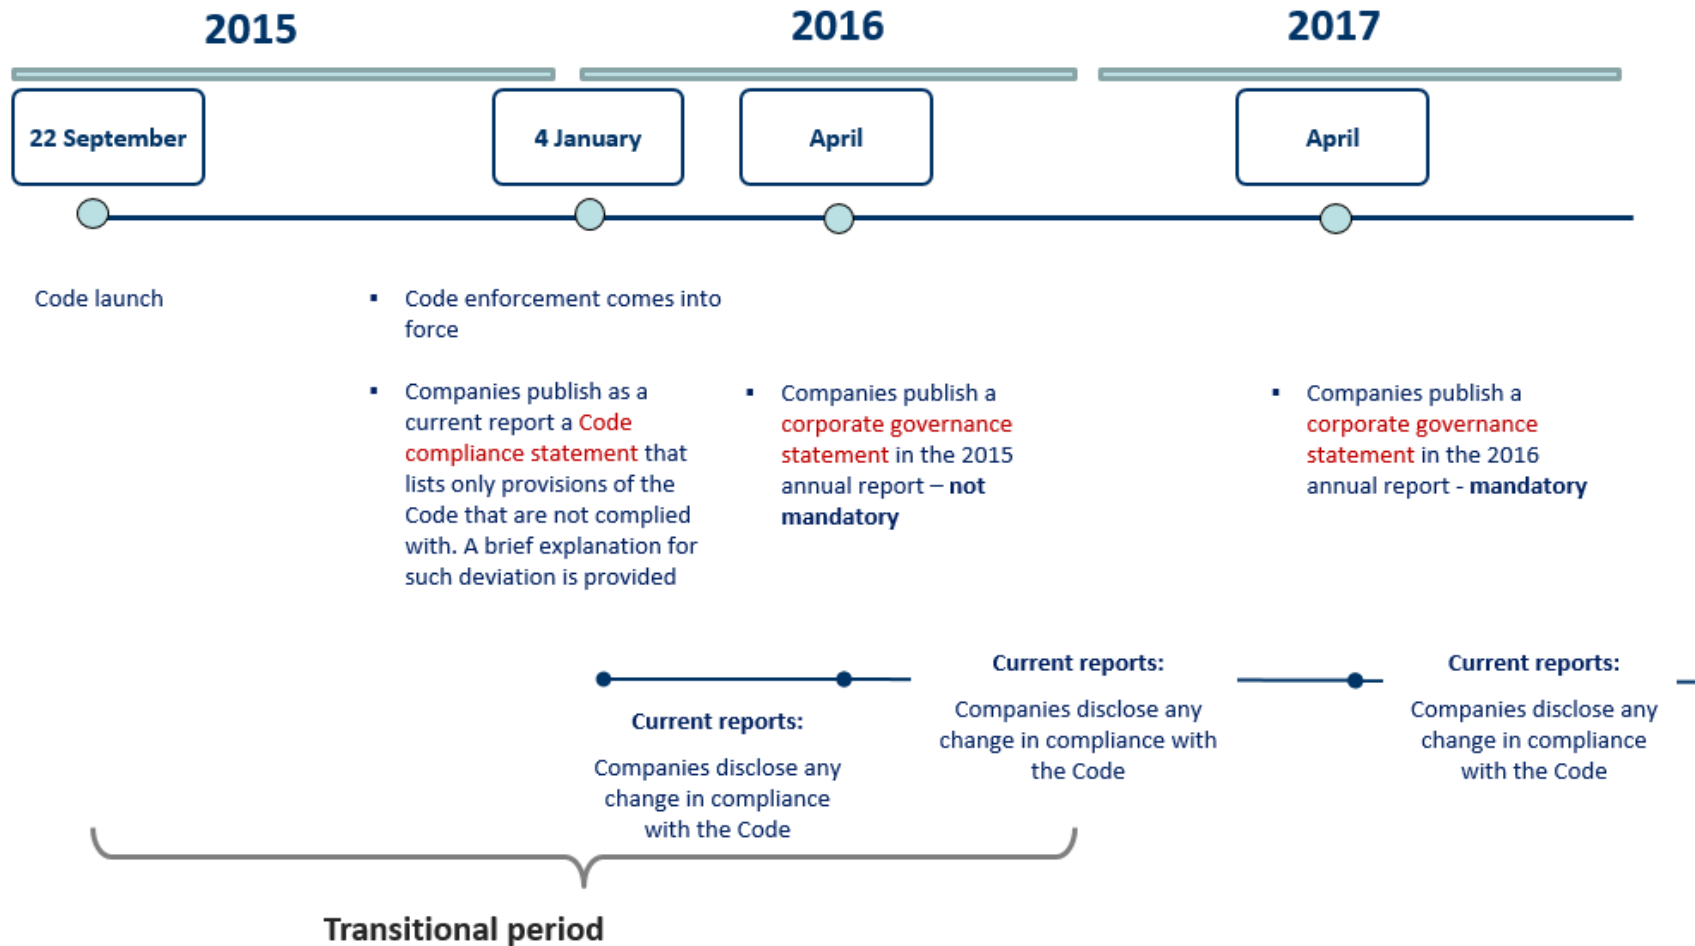 2015
2016
2017
22 September
4 January
April
April
Code launch
▪ Code enforcement comes into
force
▪ Companies publish as a
current report a Code
compliance statement that
lists only provisions of the
Code that are not complied
with. A brief explanation for
such deviation is provided
▪ Companies publish a
corporate governance
statement in the 2015
annual report – not
mandatory
▪ Companies publish a
corporate governance
statement in the 2016
annual report - mandatory
Current reports:
Companies disclose any
change in compliance
with the Code
Current reports:
Companies disclose any
change in compliance with
the Code
Current reports:
Companies disclose any
change in compliance
with the Code
Transitional period